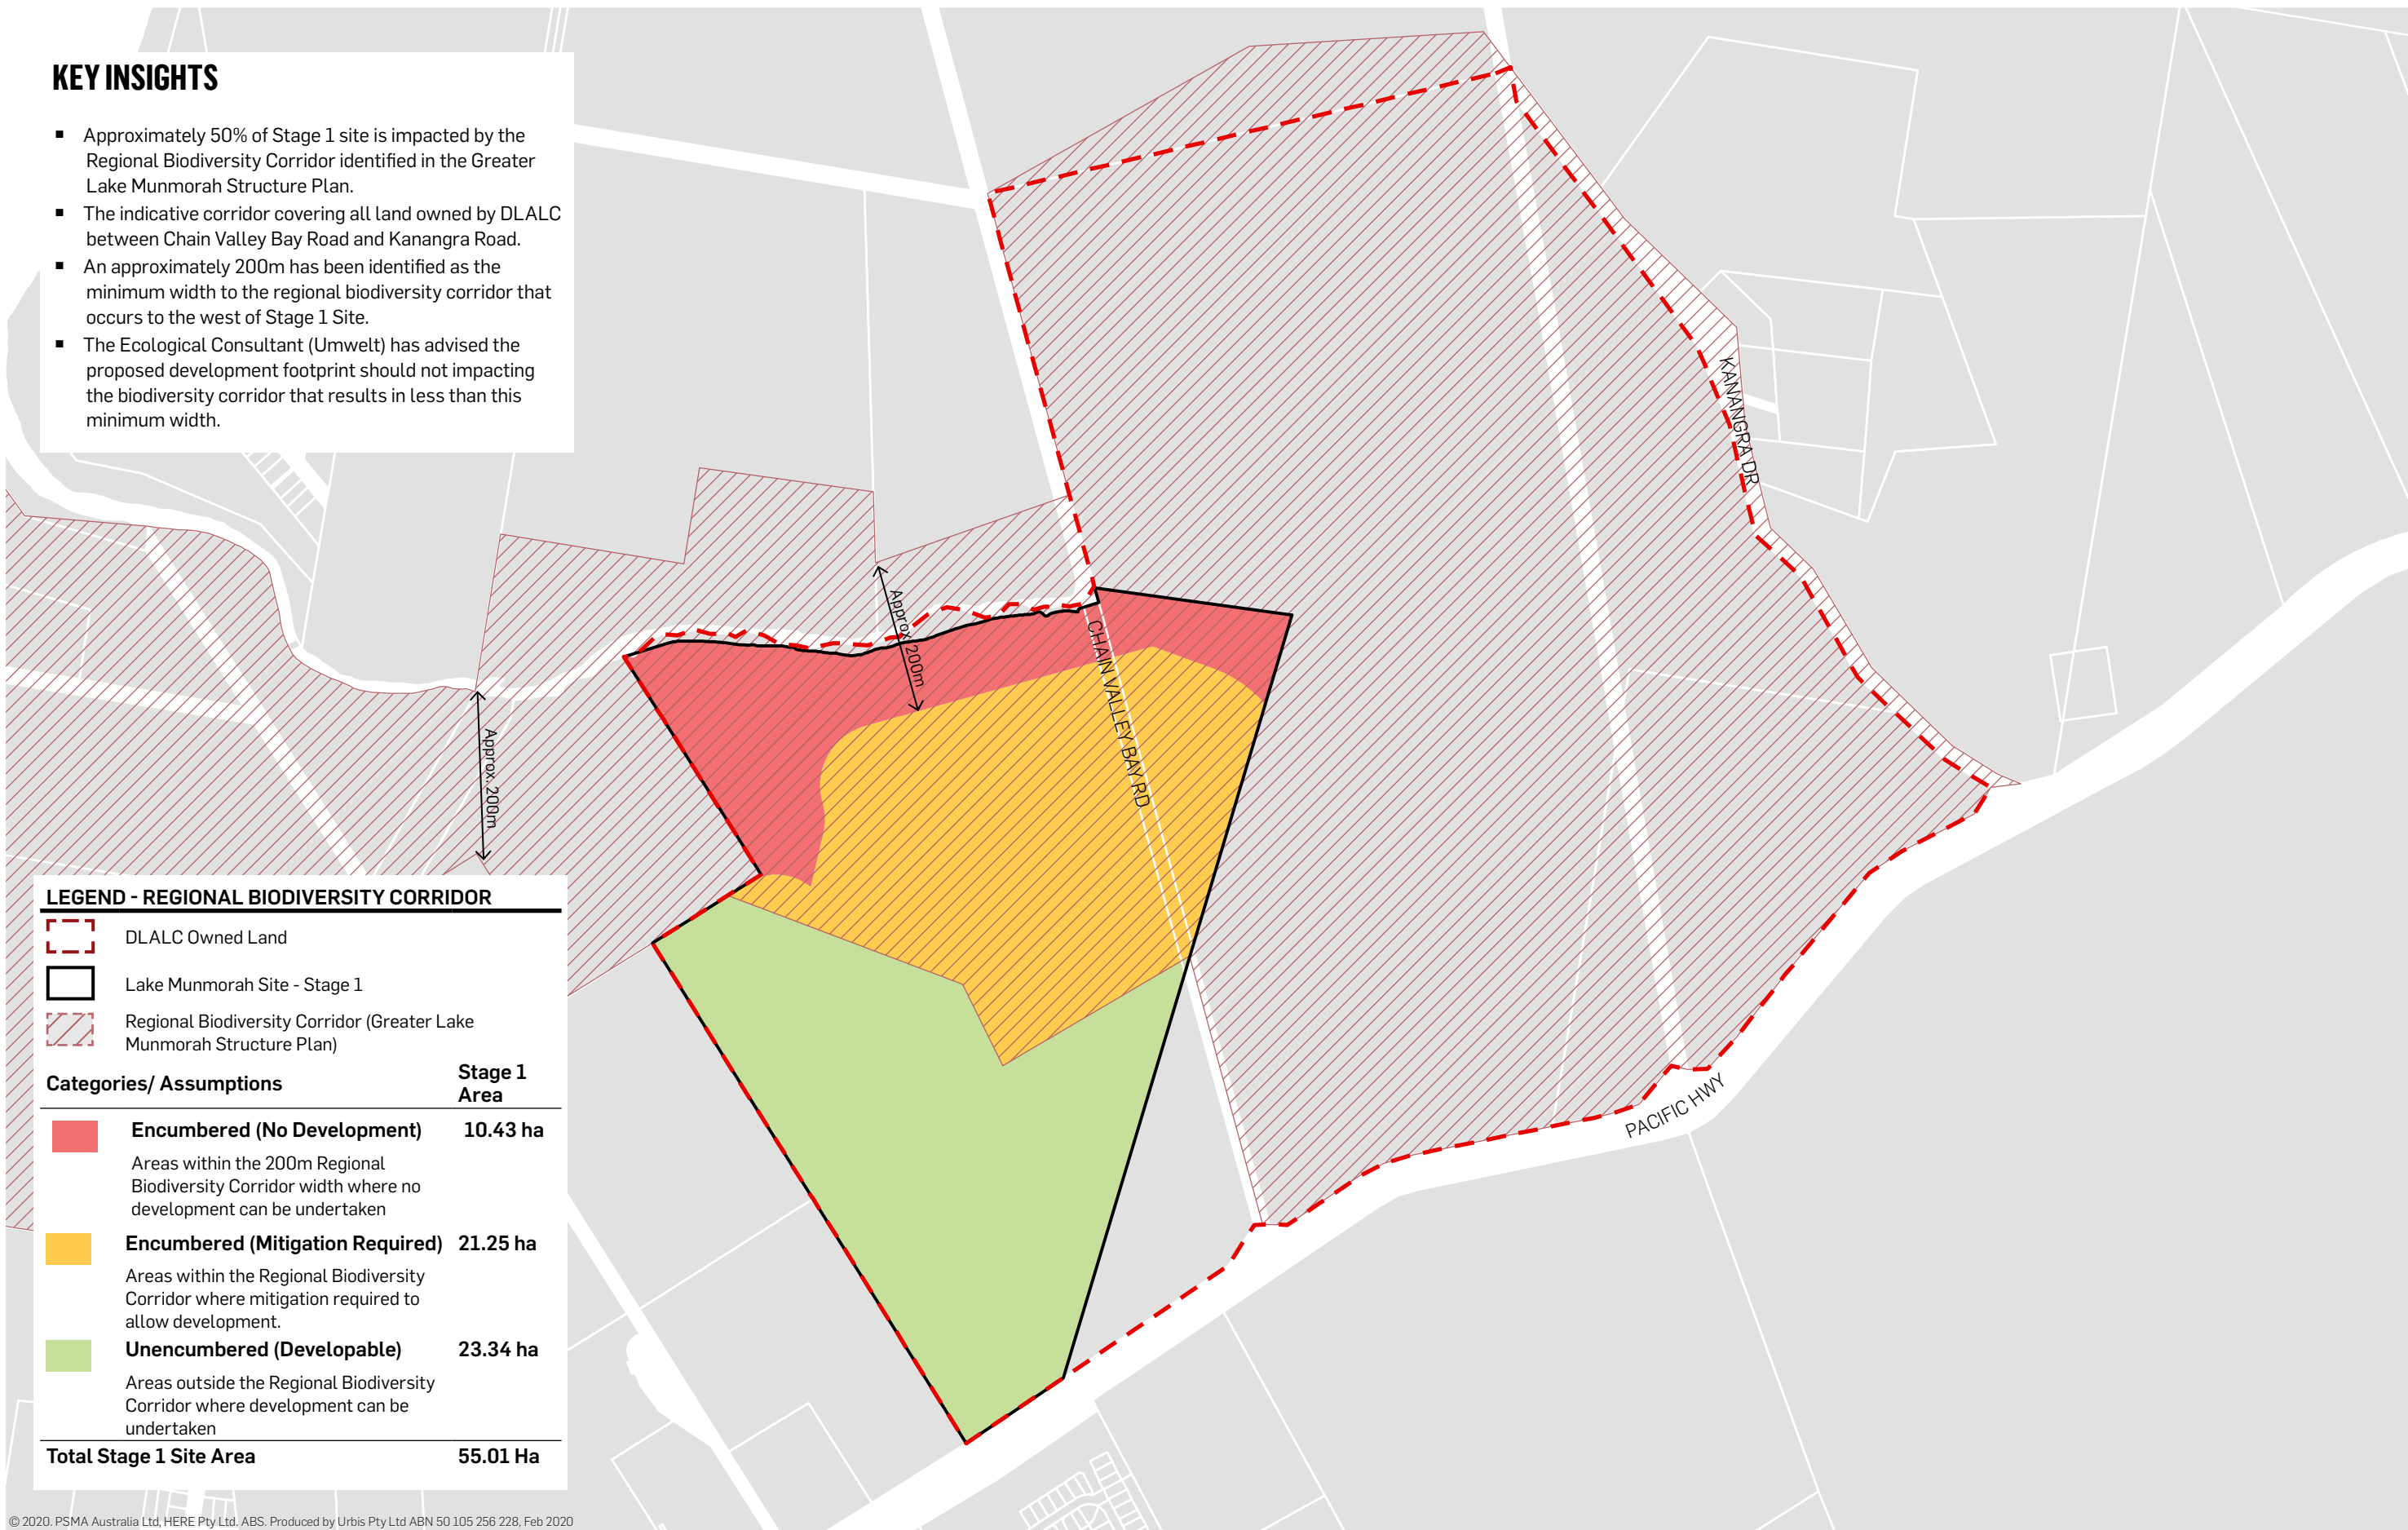 KEY INSIGHTS
▪ Approximately 50% of Stage 1 site is impacted by the
Regional Biodiversity Corridor identified in the Greater
Lake Munmorah Structure Plan.
▪ The indicative corridor covering all land owned by DLALC
between Chain Valley Bay Road and Kanangra Road.
▪ An approximately 200m has been identified as the
minimum width to the regional biodiversity corridor that
occurs to the west of Stage 1 Site.
▪ The Ecological Consultant (Umwelt) has advised the
proposed development footprint should not impacting
the biodiversity corridor that results in less than this
minimum width.
KANANGRA DR
Approx. 200m
CHAIN VALLEY BAY RD
Approx. 200m
PACIFIC HWY
LEGEND - REGIONAL BIODIVERSITY CORRIDOR
DLALC Owned Land
Lake Munmorah Site - Stage 1
Regional Biodiversity Corridor (Greater Lake
Munmorah Structure Plan)
Categories/ Assumptions
Stage 1
Area
Encumbered (No Development) 10.43 ha
Areas within the 200m Regional
Biodiversity Corridor width where no
development can be undertaken
Encumbered (Mitigation Required) 21.25 ha
Areas within the Regional Biodiversity
Corridor where mitigation required to
allow development.
Unencumbered (Developable) 23.34 ha
Areas outside the Regional Biodiversity
Corridor where development can be
undertaken
Total Stage 1 Site Area 55.01 Ha
© 2020. PSMA Australia Ltd, HERE Pty Ltd. ABS. Produced by Urbis Pty Ltd ABN 50 105 256 228, Feb 2020